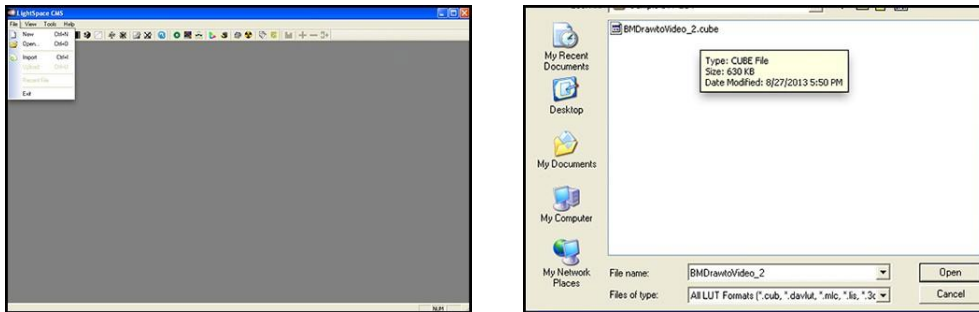 LightSpace CMS
File View Tools Help
New Ctrl+N
Open... Ctrl+O
Import Ctrl+I
Recent File
Exit
NUM
BMDrawtoVideo_2.cube
Type: CUBE File
Size: 630 KB
Date Modified: 8/27/2013 5:50 PM
My Recent
Documents
Desktop
My Documents
My Computer
My Network
Places
File name: BMDrawtoVideo_2 Open
Files of type: All LUT Formats (*.cub, *.davlut, *.mlc, *.lis, *.3c Cancel